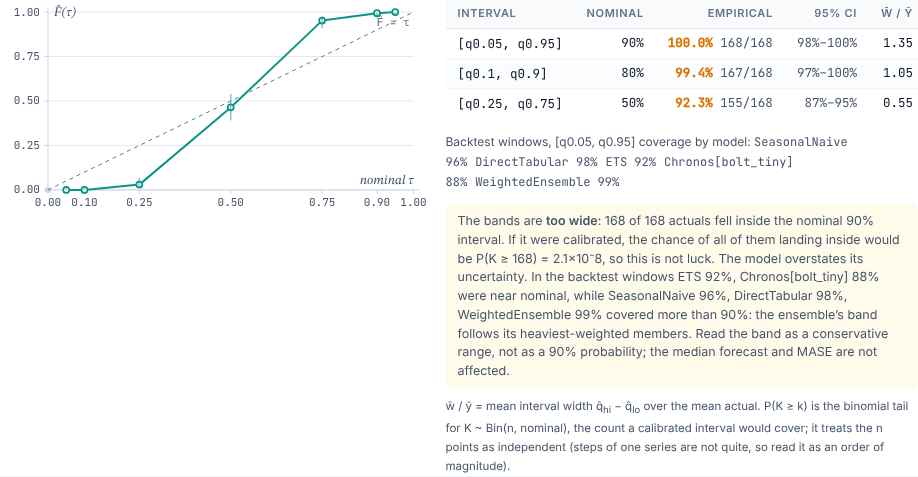 F̂(τ)
1.00
0.75
0.50
0.25
0.00
F̂ = τ
nominal τ
0.00 0.10 0.25 0.50 0.75 0.90 1.00
INTERVAL NOMINAL EMPIRICAL 95% CI W̄ / Ȳ
[q0.05, q0.95] 90% 100.0% 168/168 98%–100% 1.35
[q0.1, q0.9] 80% 99.4% 167/168 97%–100% 1.05
[q0.25, q0.75] 50% 92.3% 155/168 87%–95% 0.55
Backtest windows, [q0.05, q0.95] coverage by model: SeasonalNaive
96% DirectTabular 98% ETS 92% Chronos[bolt_tiny]
88% WeightedEnsemble 99%
The bands are too wide: 168 of 168 actuals fell inside the nominal 90%
interval. If it were calibrated, the chance of all of them landing inside would
be P(K ≥ 168) = 2.1×10⁻8, so this is not luck. The model overstates its
uncertainty. In the backtest windows ETS 92%, Chronos[bolt_tiny] 88%
were near nominal, while SeasonalNaive 96%, DirectTabular 98%,
WeightedEnsemble 99% covered more than 90%: the ensemble's band
follows its heaviest-weighted members. Read the band as a conservative
range, not as a 90% probability; the median forecast and MASE are not
affected.
w̄ / ȳ = mean interval width q̂hi − q̂lo over the mean actual. P(K ≥ k) is the binomial tail
for K ~ Bin(n, nominal), the count a calibrated interval would cover; it treats the n
points as independent (steps of one series are not quite, so read it as an order of
magnitude).